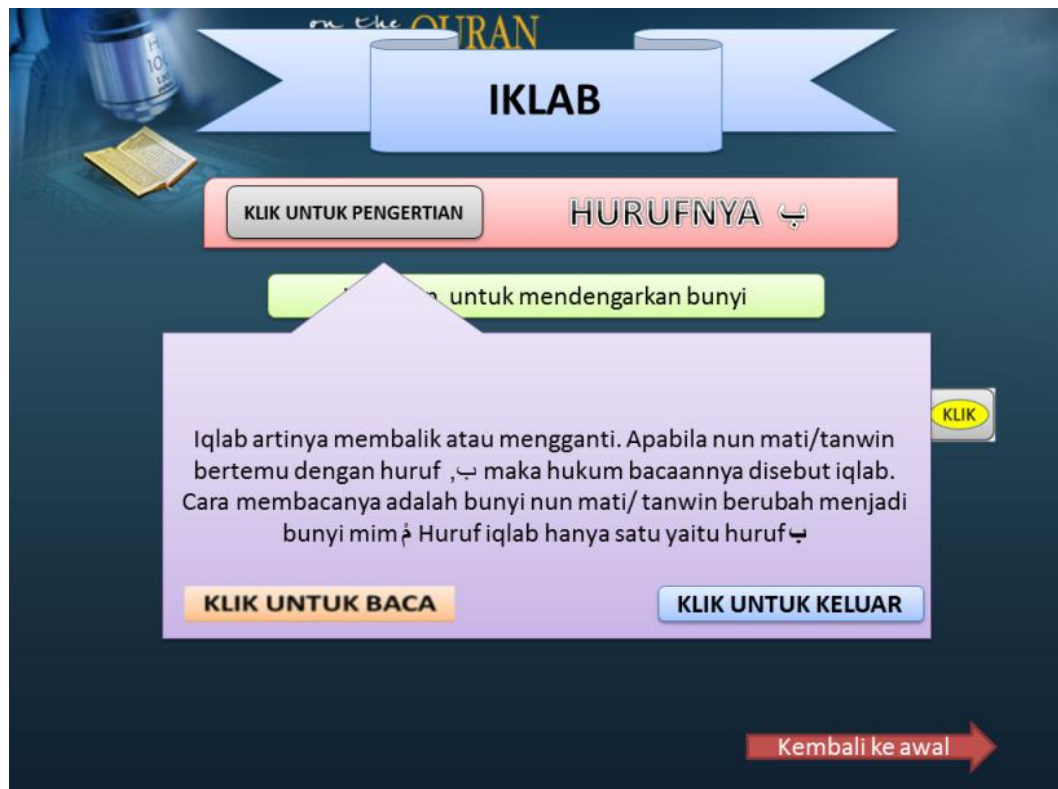 on the QURAN
IKLAB
KLIK UNTUK PENGERTIAN
HURUFNYA ب
untuk mendengarkan bunyi
KLIK
Iqlab artinya membalik atau mengganti. Apabila nun mati/tanwin
bertemu dengan huruf ,ب maka hukum bacaannya disebut iqlab.
Cara membacanya adalah bunyi nun mati/ tanwin berubah menjadi
bunyi mim مْ Huruf iqlab hanya satu yaitu huruf ب
KLIK UNTUK BACA
KLIK UNTUK KELUAR
Kembali ke awal